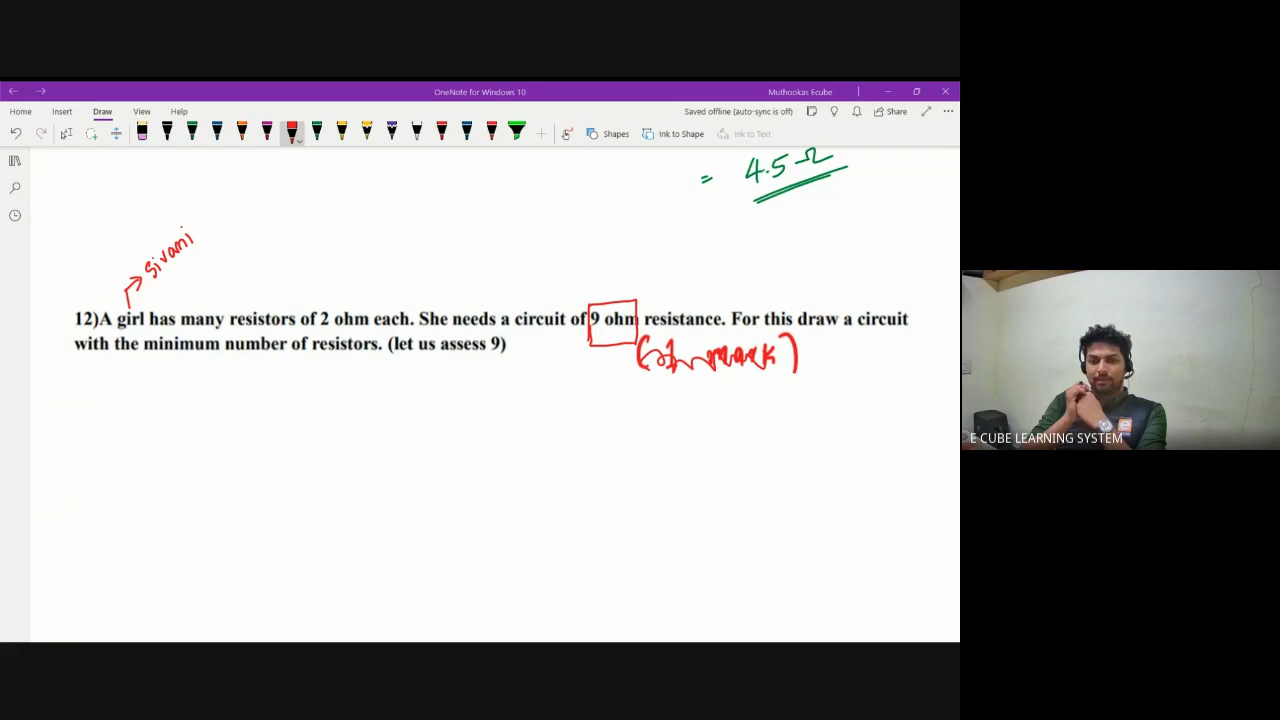 OneNote for Windows 10
Muthookas Ecube
Home Insert Draw View Help
Saved offline (auto-sync is off)
Share
Shapes
Ink to Shape
Ink to Text
= 4.5 Ω
Sivami
12)A girl has many resistors of 2 ohm each. She needs a circuit of 9 ohm resistance. For this draw a circuit
with the minimum number of resistors. (let us assess 9)
mark)
E CUBE LEARNING SYSTEM